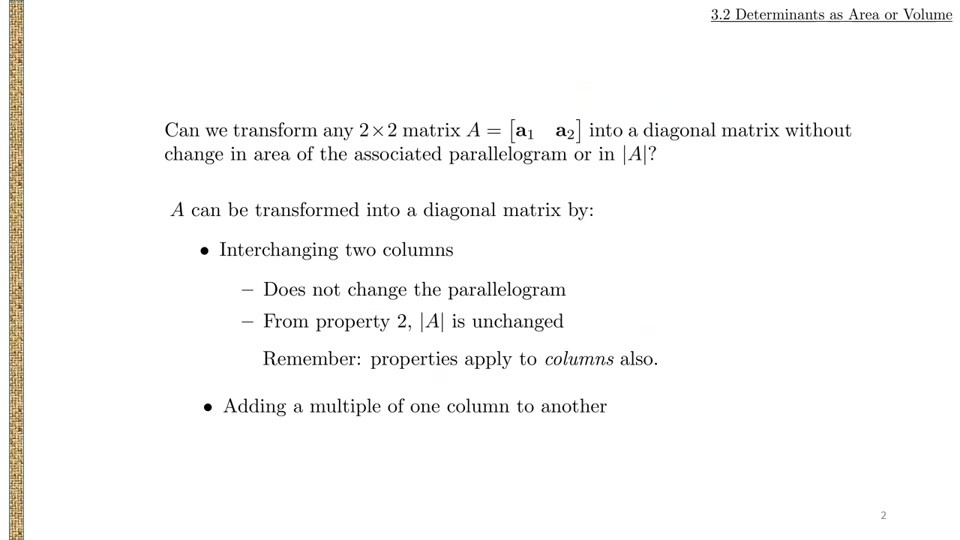 3.2 Determinants as Area or Volume
Can we transform any 2×2 matrix A = [𝐚₁ 𝐚₂] into a diagonal matrix without
change in area of the associated parallelogram or in |A|?
A can be transformed into a diagonal matrix by:
• Interchanging two columns
– Does not change the parallelogram
– From property 2, |A| is unchanged
Remember: properties apply to columns also.
• Adding a multiple of one column to another
2